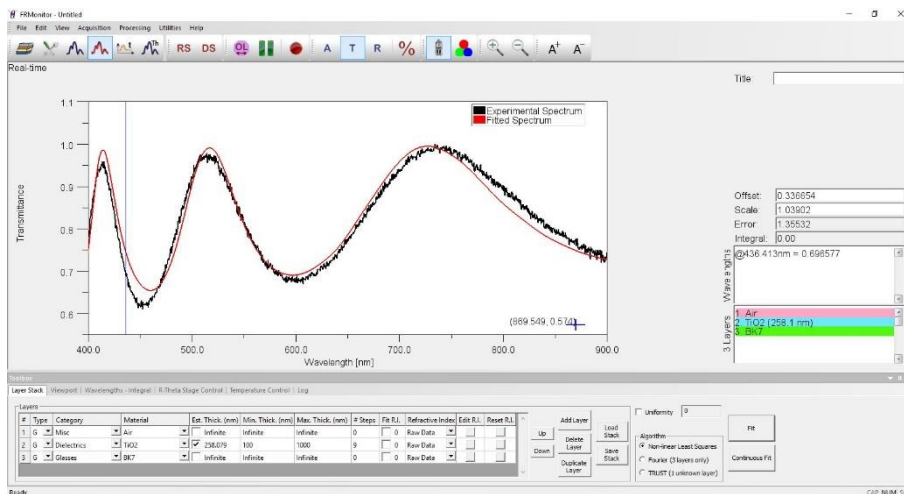 FRMonitor - Untitled
File Edit View Acquisition Processing Utilities Help
RS DS OL A T R % A+ A-
Real-time
Title:
Experimental Spectrum
Fitted Spectrum
1.1
1.0
0.9
0.8
0.7
0.6
Transmittance
400.0 500.0 600.0 700.0 800.0 900.0
Wavelength [nm]
(869.549, 0.574)
Offset: 0.336654
Scale: 1.03902
Error: 1.35532
Integral: 0.00
Wavelengths
@436.413nm = 0.696577
3 Layers
1. Air
2. TiO2 (258.1 nm)
3. BK7
Toolbox
Layer Stack Viewport Wavelengths - Integral R-Theta Stage Control Temperature Control Log
Layers
# Type Category Material Est. Thick. (nm) Min. Thick. (nm) Max. Thick. (nm) # Steps Fit R.I. Refractive Index Edit R.I. Reset R.I.
1 G Misc Air Infinite Infinite Infinite 0 0 Raw Data
2 G Dielectrics TiO2 258.079 100 1000 9 0 Raw Data
3 G Glasses BK7 Infinite Infinite Infinite 0 0 Raw Data
Up
Down
Add Layer
Delete Layer
Duplicate Layer
Load Stack
Save Stack
Uniformity 0
Algorithm
Non-linear Least Squares
Fourier (3 layers only)
TRUST (1 unknown layer)
Fit
Continuous Fit
Ready
CAP NUM